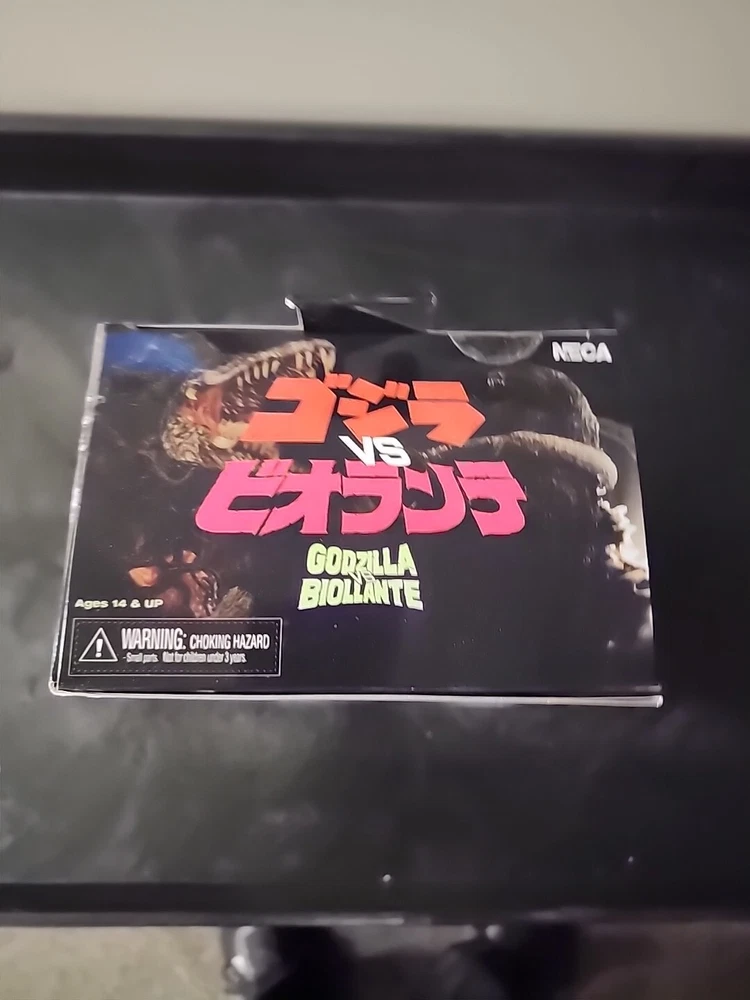 NECA
ゴジラ
VS
ビオランテ
GODZILLA
VS
BIOLLANTE
Ages 14 & UP
WARNING: CHOKING HAZARD
Small parts. Not for children under 3 years.